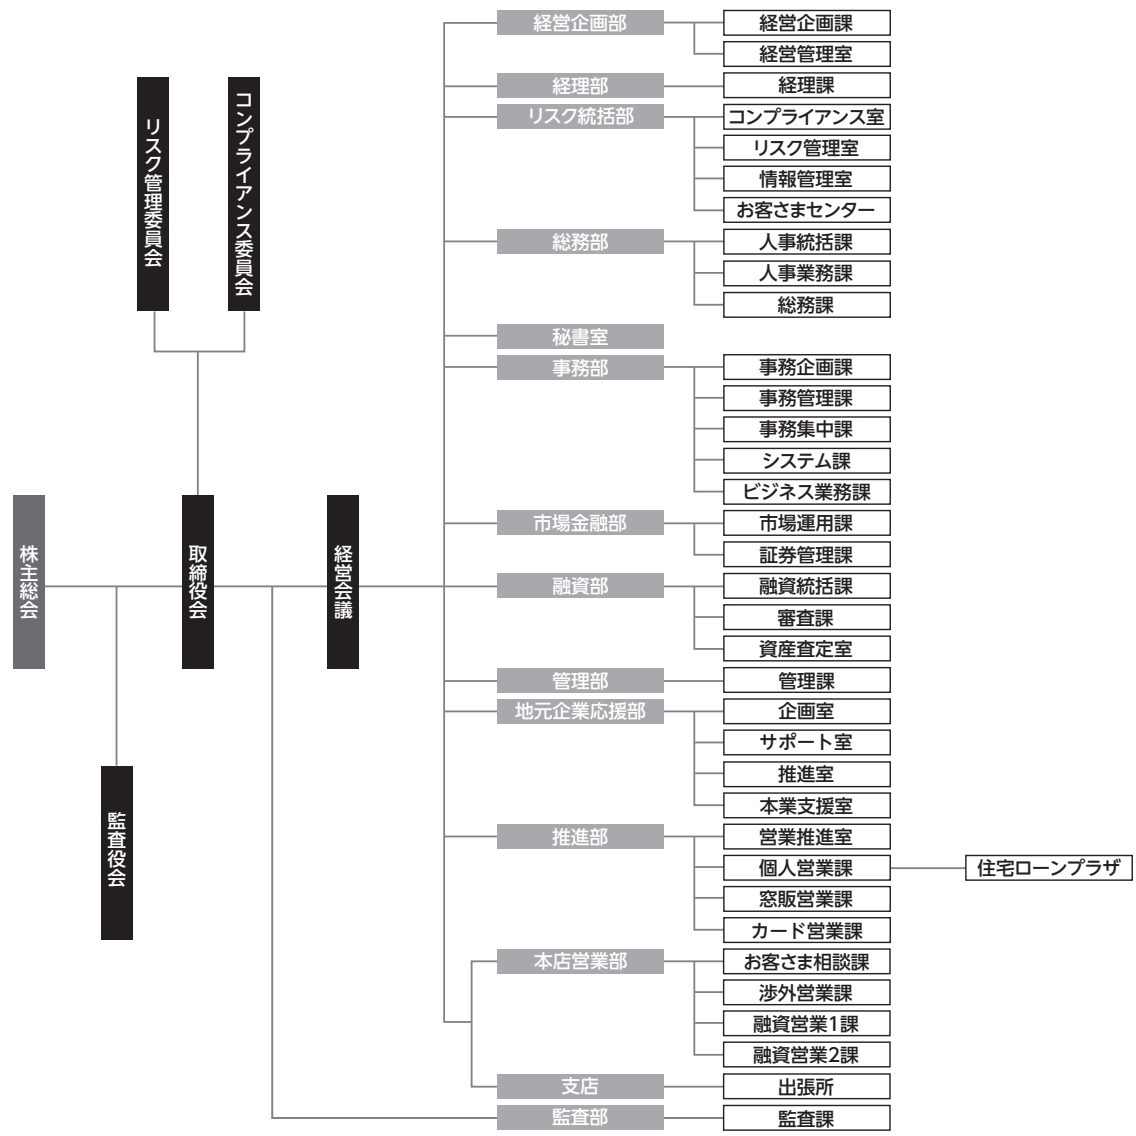 株主総会
監査役会
取締役会
リスク管理委員会
コンプライアンス委員会
経営会議
経営企画部
経営企画課
経営管理室
経理部
経理課
リスク統括部
コンプライアンス室
リスク管理室
情報管理室
お客さまセンター
総務部
人事統括課
人事業務課
総務課
秘書室
事務部
事務企画課
事務管理課
事務集中課
システム課
ビジネス業務課
市場金融部
市場運用課
証券管理課
融資部
融資統括課
審査課
資産査定室
管理部
管理課
地元企業応援部
企画室
サポート室
推進室
本業支援室
推進部
営業推進室
個人営業課
住宅ローンプラザ
窓販営業課
カード営業課
本店営業部
お客さま相談課
渉外営業課
融資営業1課
融資営業2課
支店
出張所
監査部
監査課